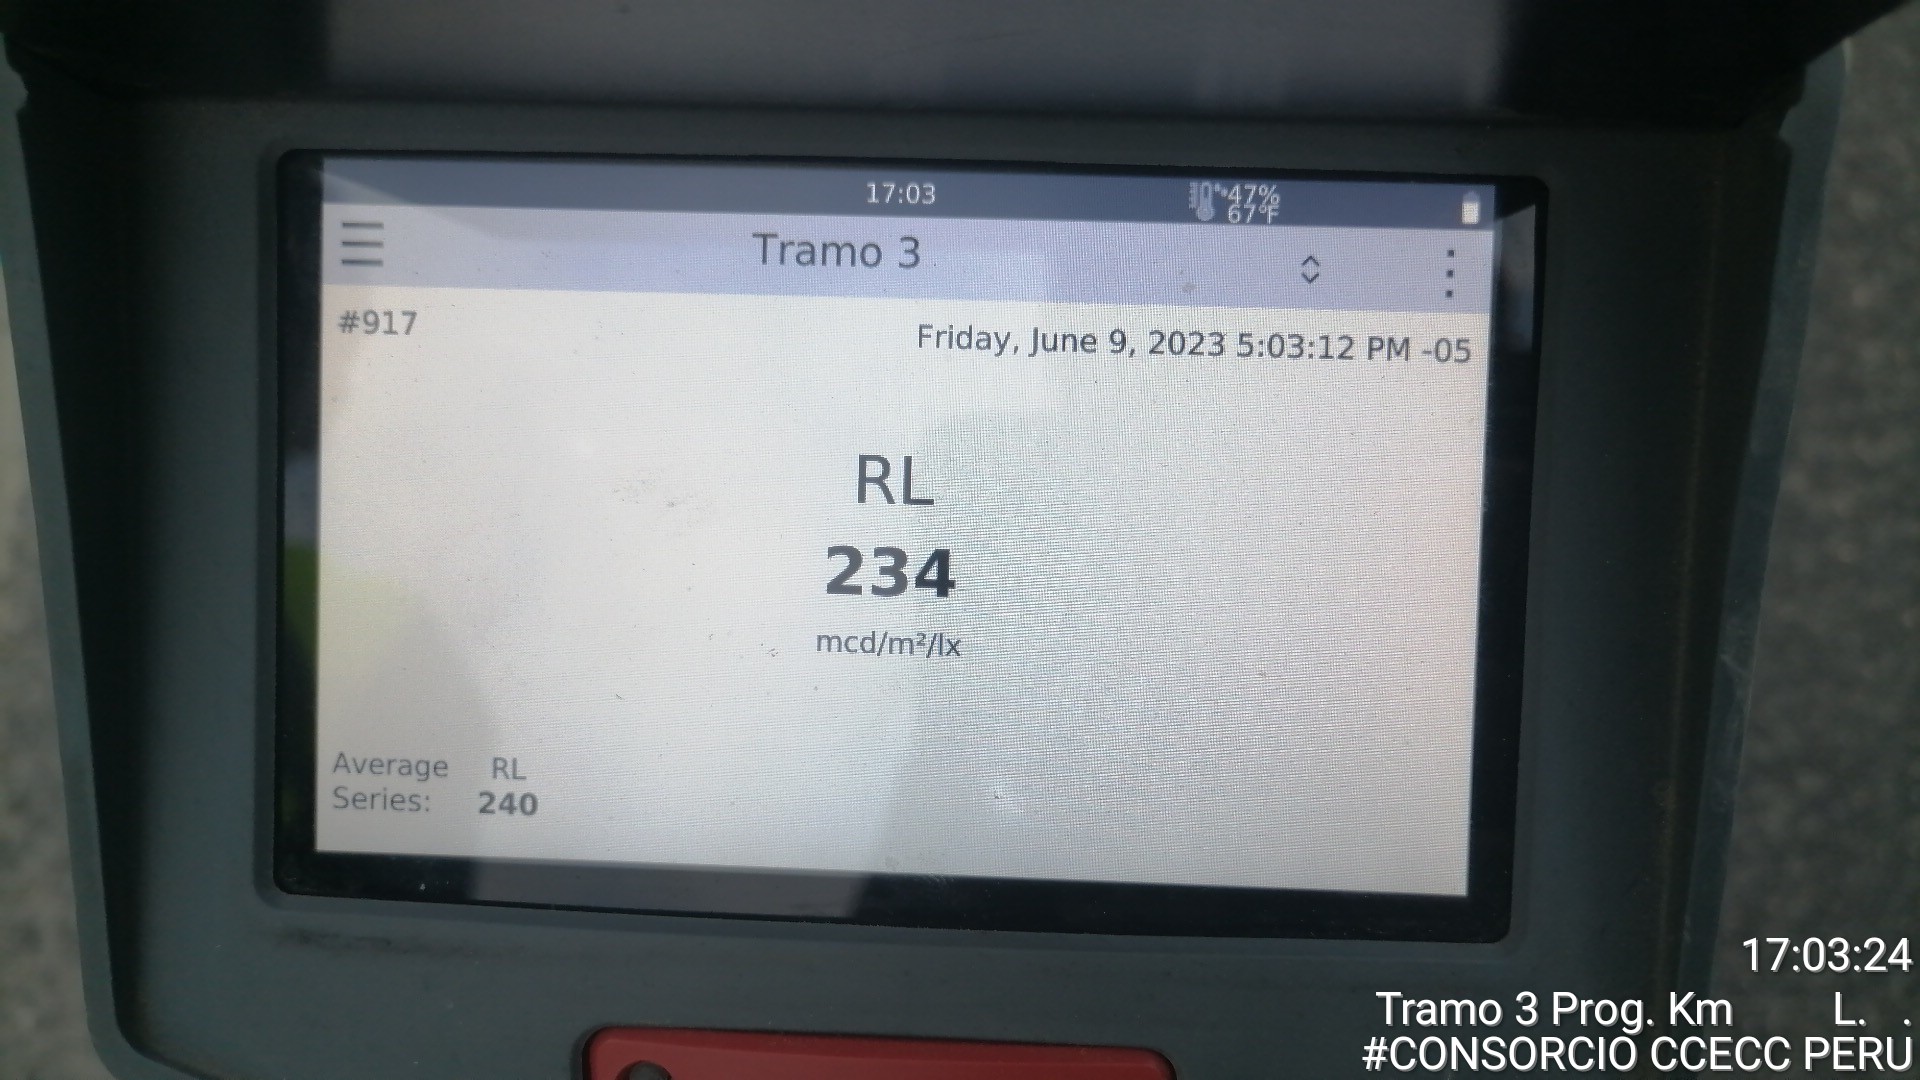 17:03
47%
67°F
Tramo 3
#917
Friday, June 9, 2023 5:03:12 PM -05
RL
234
mcd/m²/lx
Average RL
Series: 240
17:03:24
Tramo 3 Prog. Km L. .
#CONSORCIO CCECC PERU